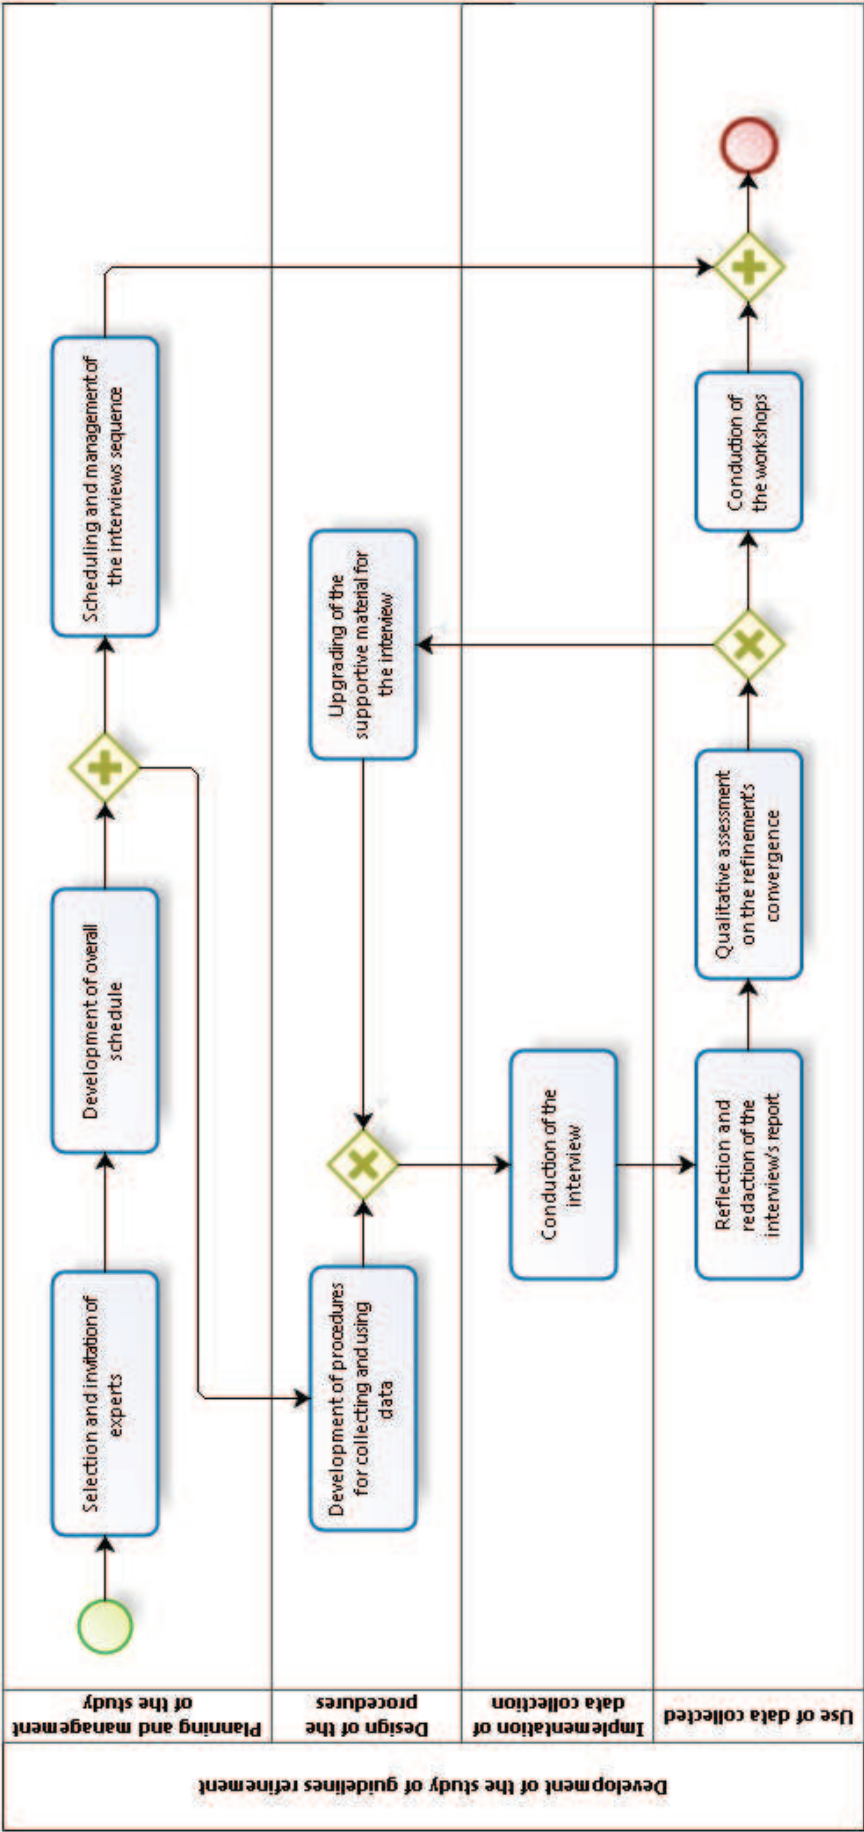 Development of the study of guidelines refinement
Planning and management
of the study
Selection and invitation of
experts
Development of overall
schedule
Scheduling and management of
the interviews sequence
Design of the
procedures
Development of procedures
for collecting and using
data
Upgrading of the
supportive material for
the interview
Implementation of
data collection
Conduction of the
interview
Use of data collected
Reflection and
redaction of the
interview's report
Qualitative assessment
on the refinement's
convergence
Conduction of
the workshops